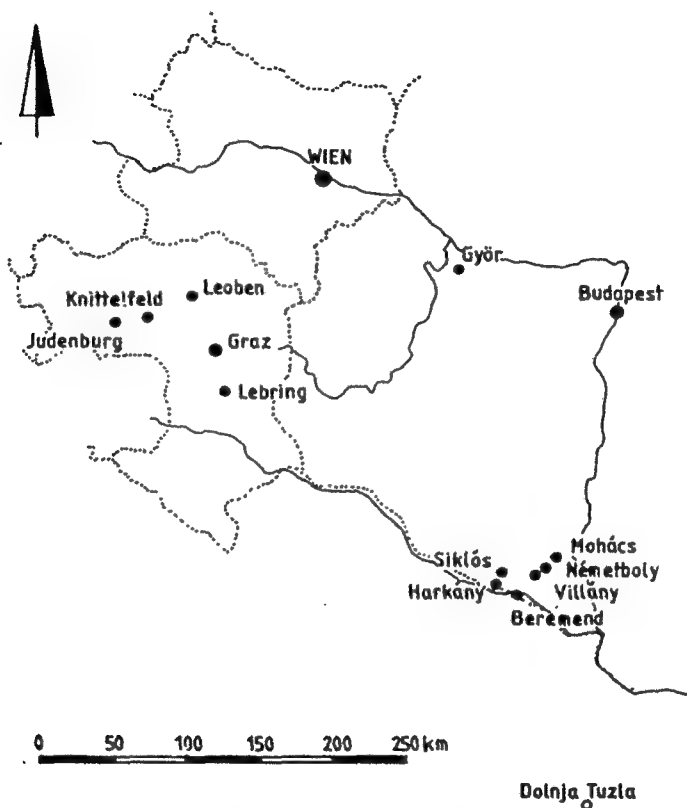 WIEN
Györ
Leoben
Knittelfeld
Budapest
Judenburg
Graz
Lebring
Mohács
Siklós
Németboly
Harkány
Villány
Beremend
0 50 100 150 200 250 km
Dolnja Tuzla